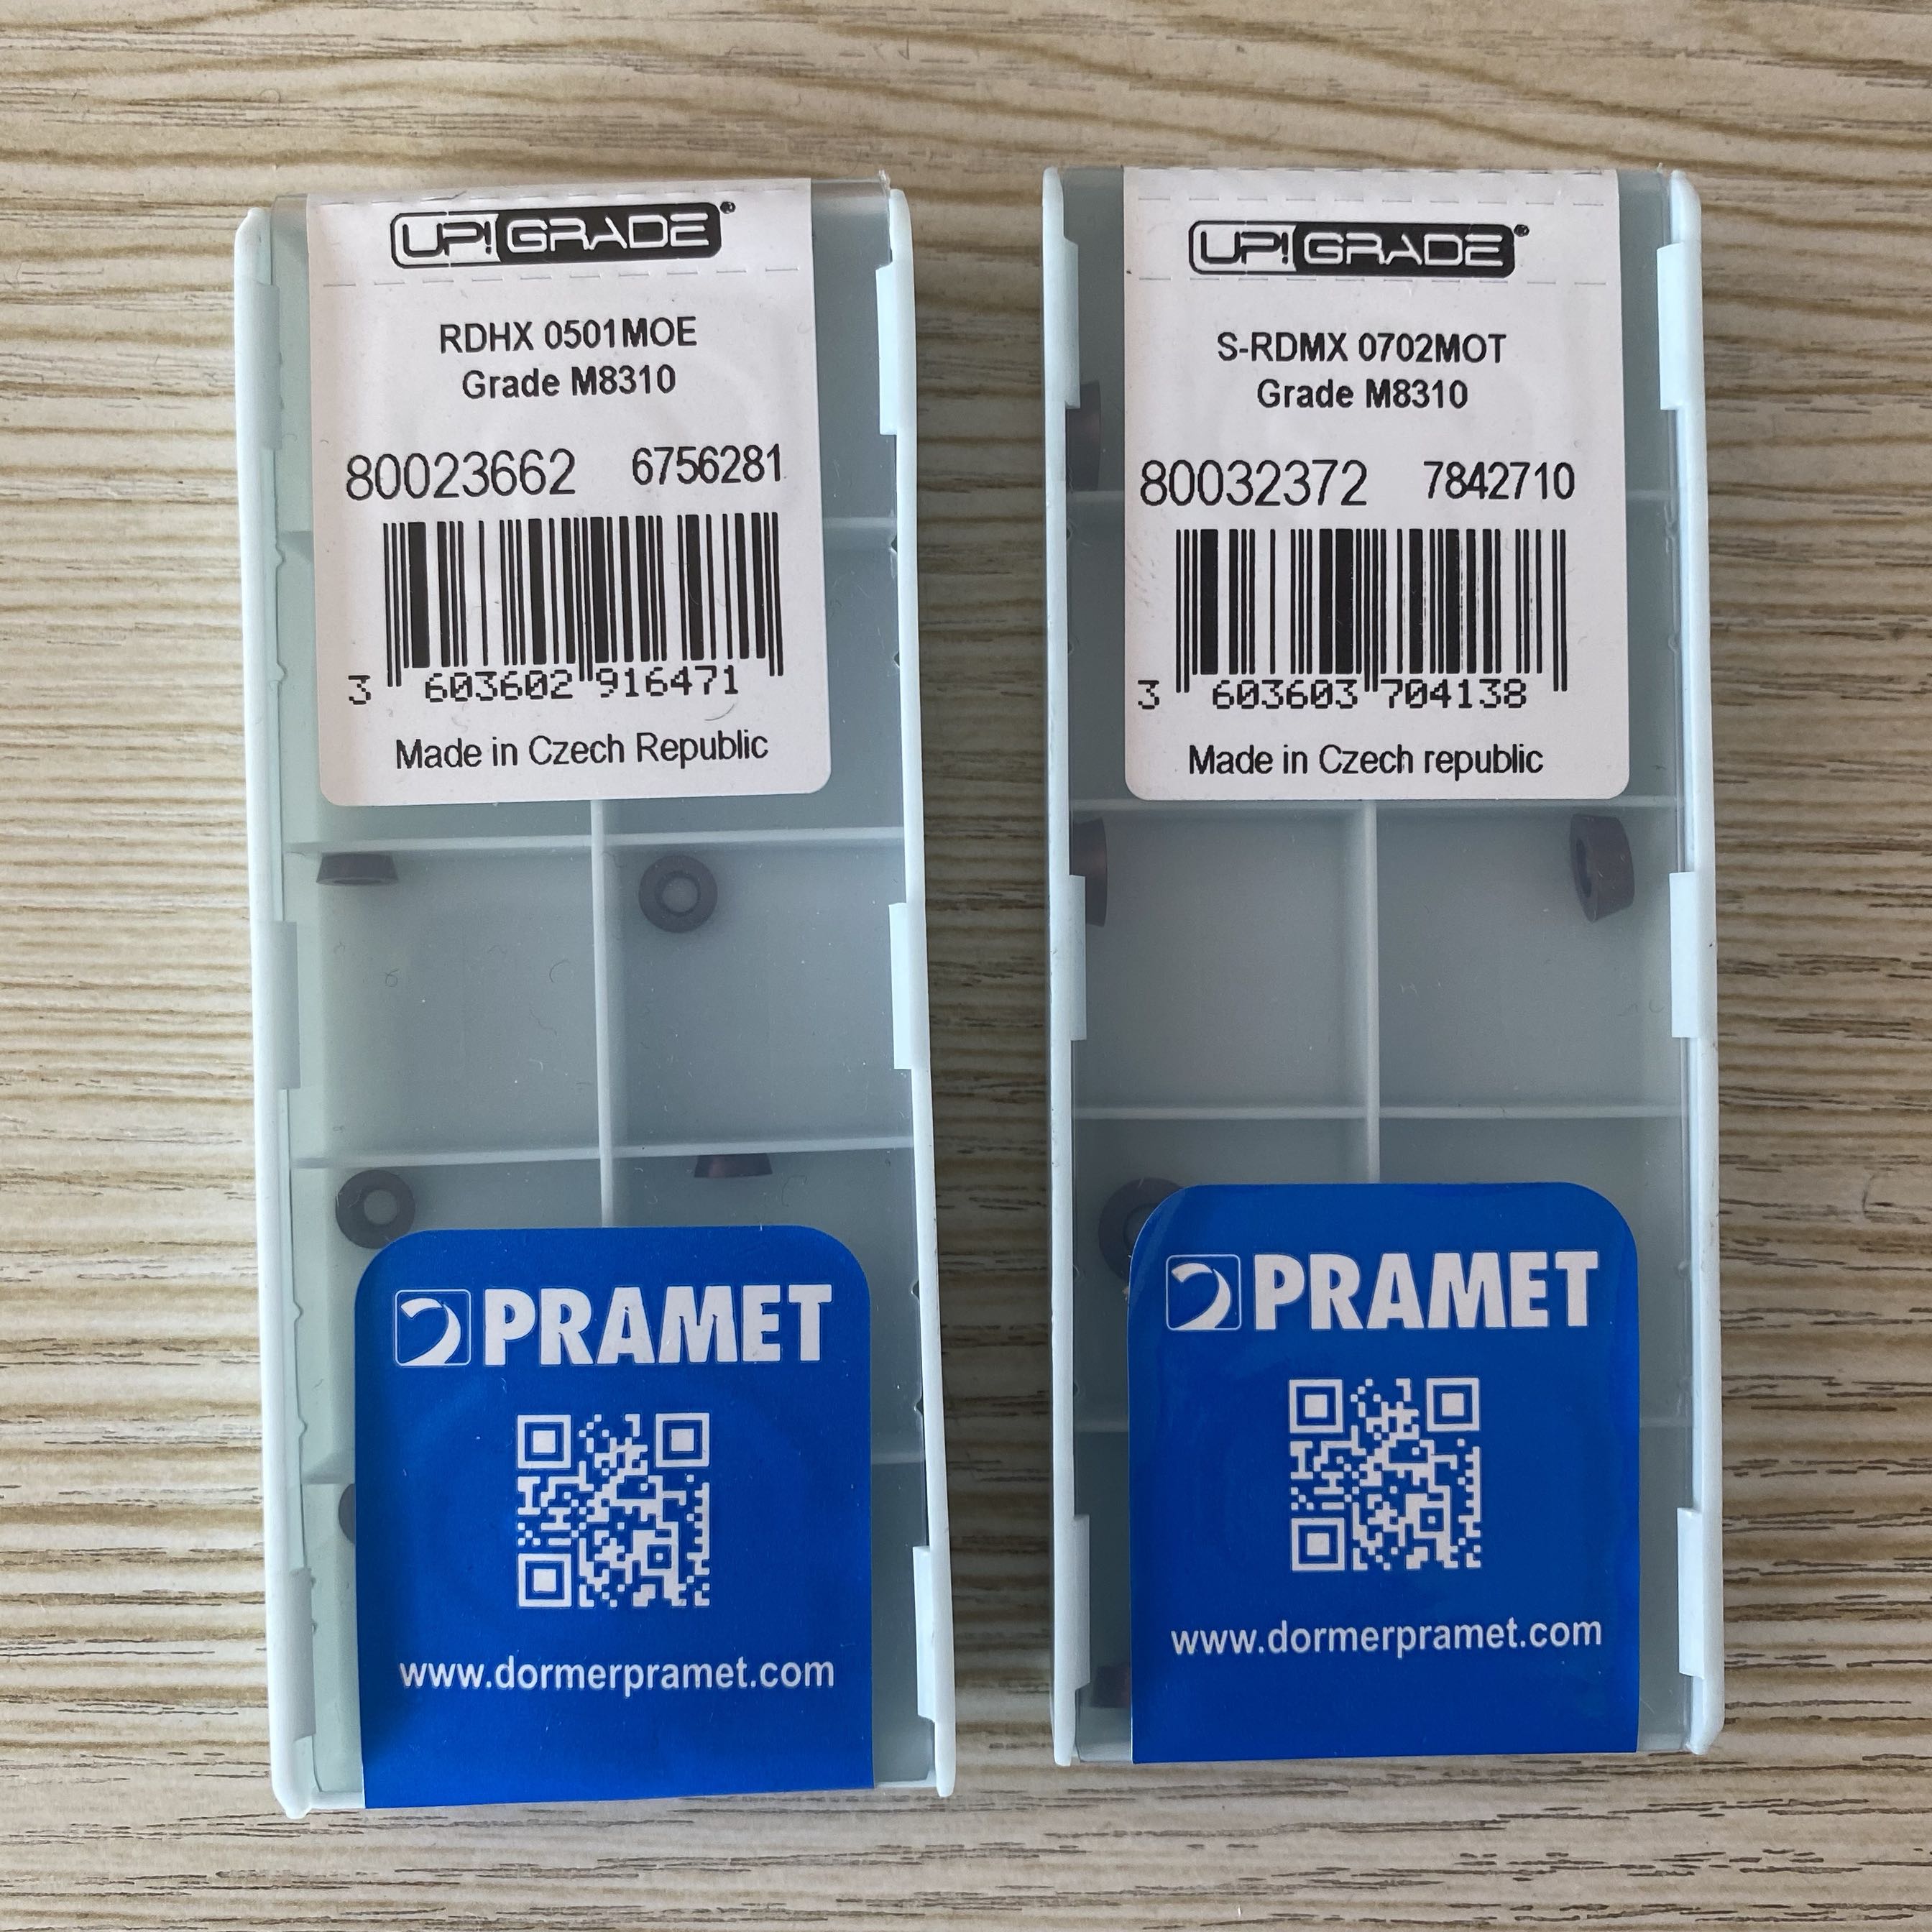 UP! GRADE®
RDHX 0501MOE
Grade M8310
80023662 6756281
3 603602 916471
Made in Czech Republic
PRAMET
www.dormerpramet.com
UP! GRADE®
S-RDMX 0702MOT
Grade M8310
80032372 7842710
3 603603 704138
Made in Czech republic
PRAMET
www.dormerpramet.com